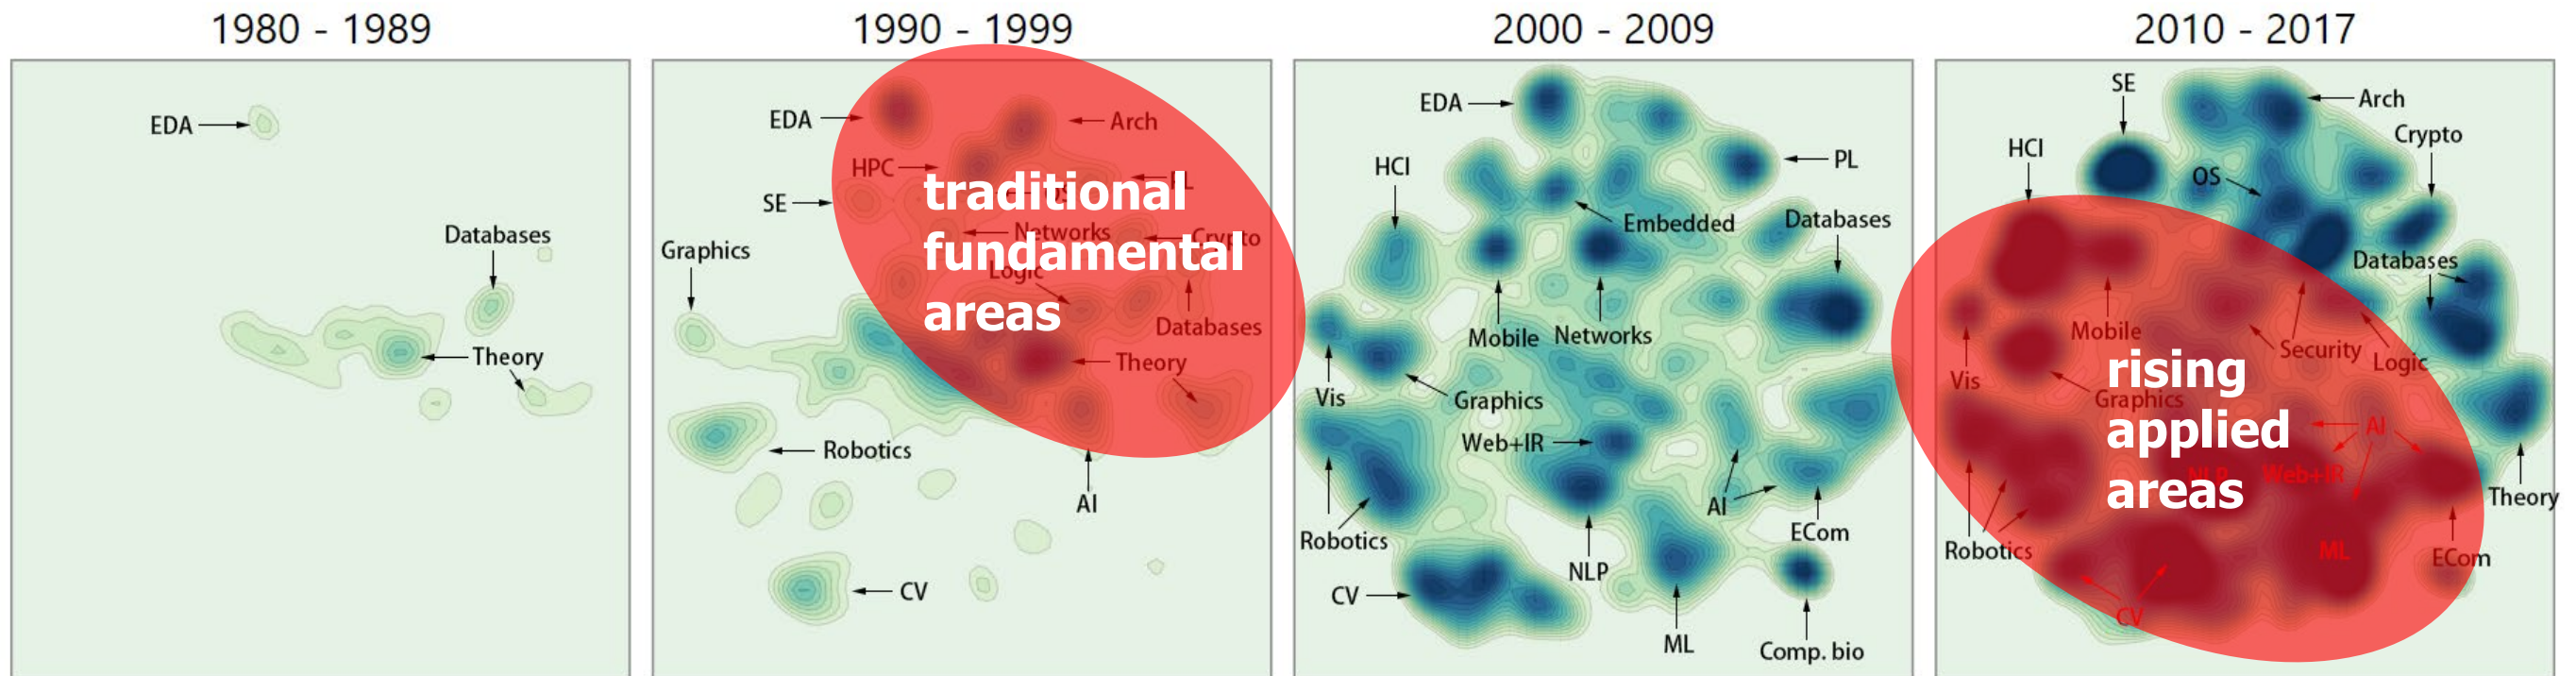 1980 - 1989
EDA
Databases
Theory
1990 - 1999
EDA
Arch
HPC
PL
SE
OS
Networks
Crypto
Graphics
Logic
Databases
Theory
Robotics
AI
CV
traditional
fundamental
areas
2000 - 2009
EDA
HCI
PL
Embedded
Databases
Mobile
Networks
Vis
Graphics
Web+IR
AI
Robotics
ECom
NLP
CV
ML
Comp. bio
2010 - 2017
SE
Arch
HCI
Crypto
OS
Databases
Mobile
Security
Logic
Vis
Graphics
AI
NLP
Web+IR
Theory
Robotics
ML
ECom
CV
rising
applied
areas